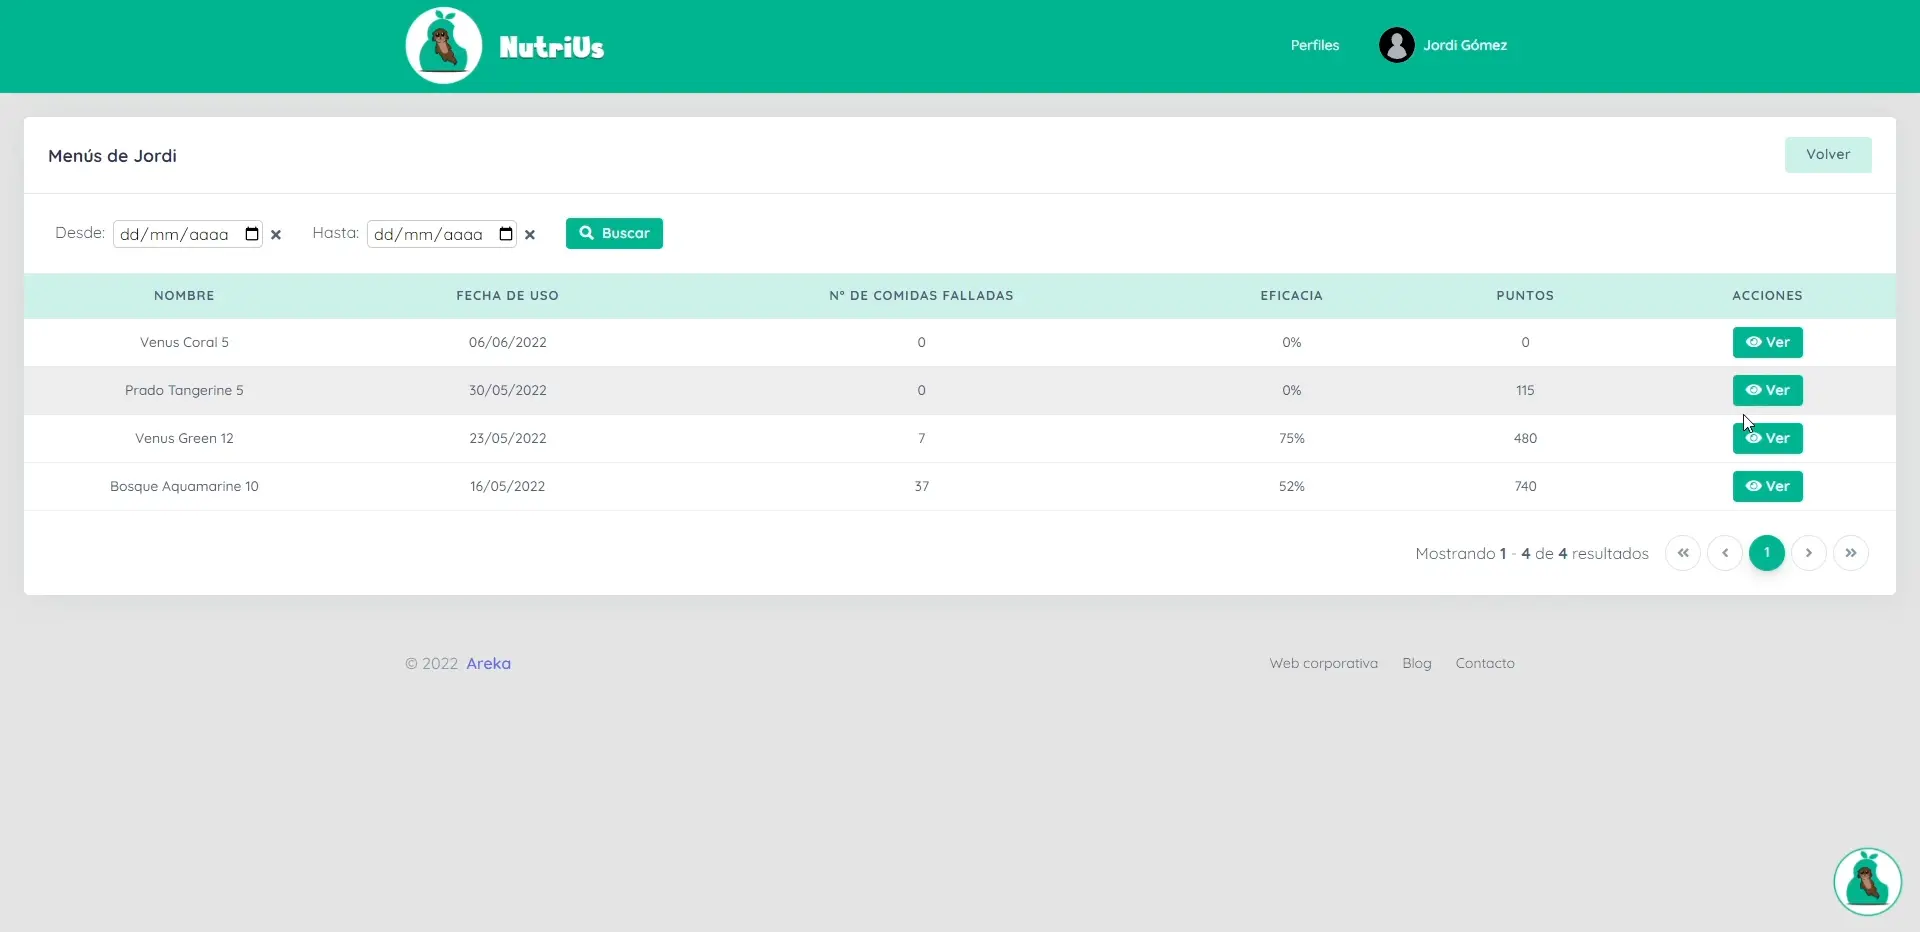 NutriUs
Perfiles
Jordi Gómez
Menús de Jordi
Volver
Desde: dd/mm/aaaa Hasta: dd/mm/aaaa Buscar
NOMBRE FECHA DE USO Nº DE COMIDAS FALLADAS EFICACIA PUNTOS ACCIONES
Venus Coral 5 06/06/2022 0 0% 0 Ver
Prado Tangerine 5 30/05/2022 0 0% 115 Ver
Venus Green 12 23/05/2022 7 75% 480 Ver
Bosque Aquamarine 10 16/05/2022 37 52% 740 Ver
Mostrando 1 - 4 de 4 resultados « ‹ 1 › »
© 2022 Areka
Web corporativa Blog Contacto